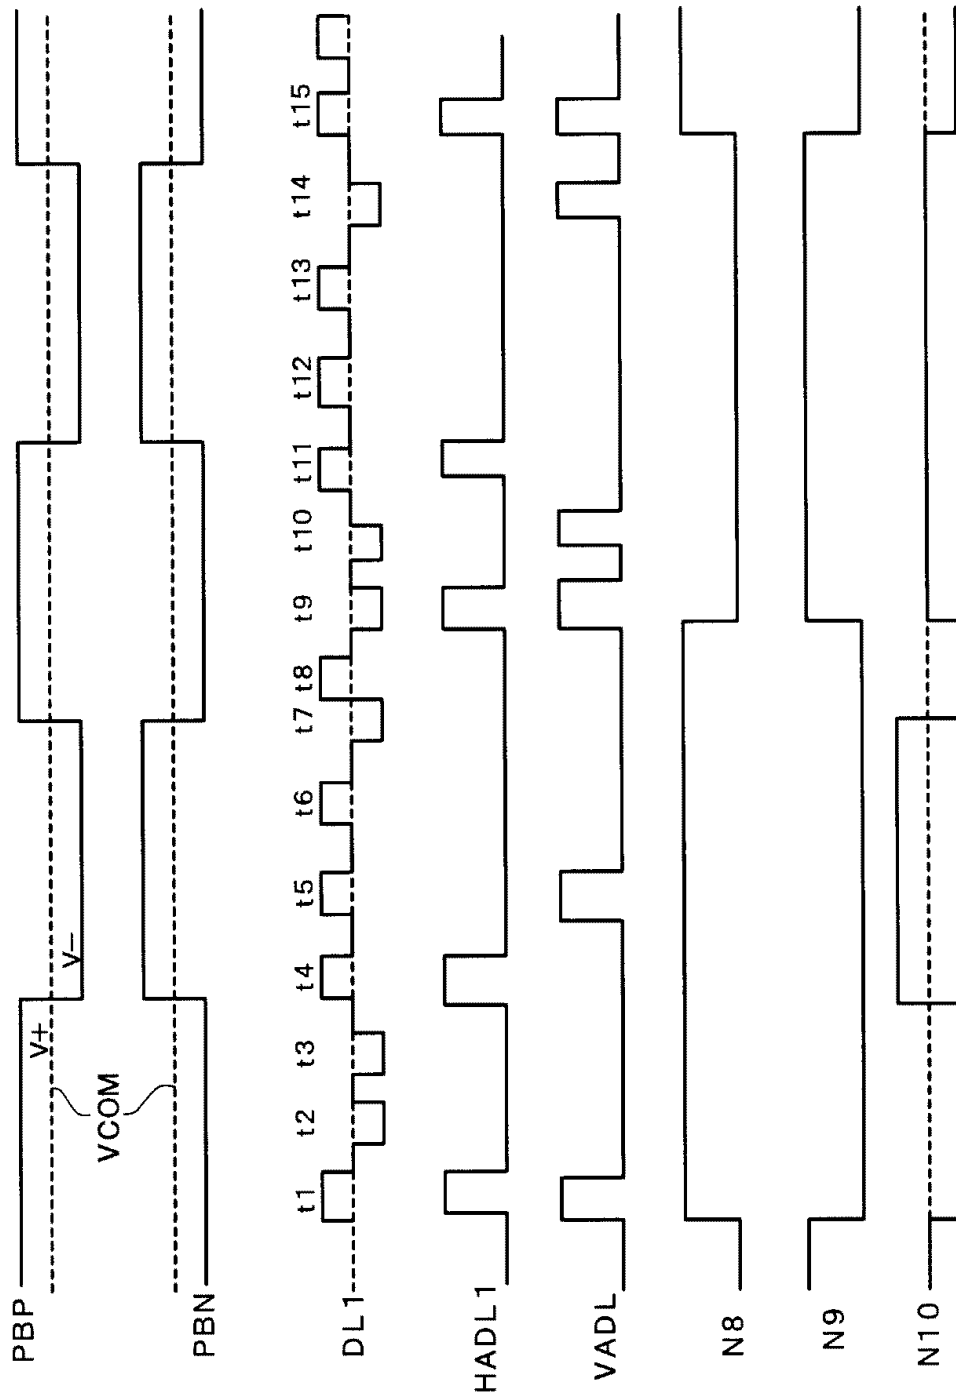 PBP
V+
V−
VCOM
PBN
DL1
t1 t2 t3 t4 t5 t6 t7 t8 t9 t10 t11 t12 t13 t14 t15
HADL1
VADL
N8
N9
N10